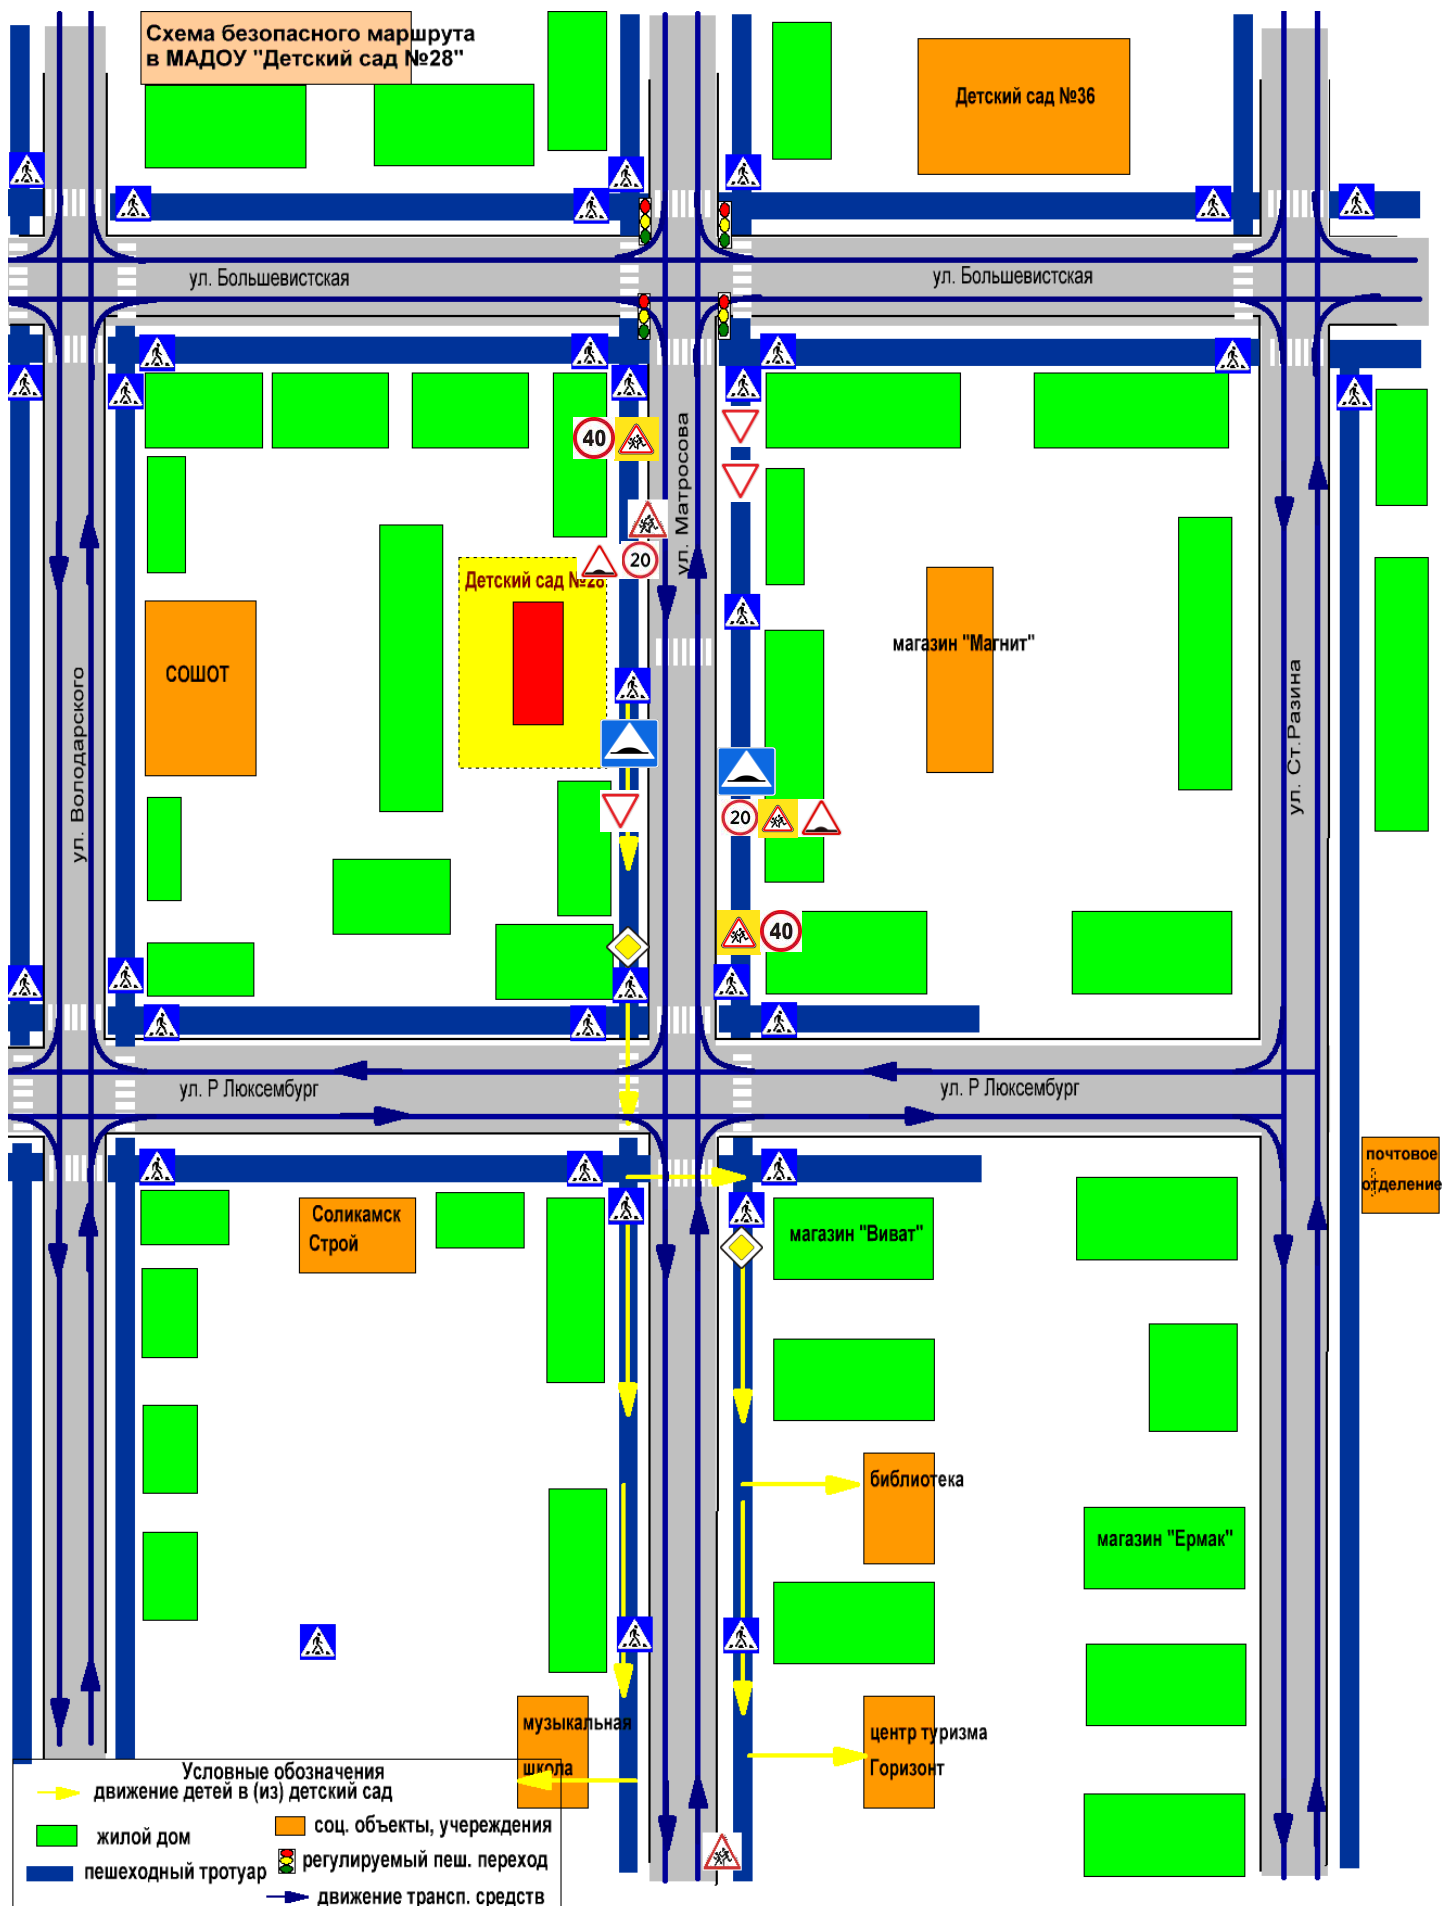 Схема безопасного маршрута
в МАДОУ "Детский сад №28"
Детский сад №36
ул. Большевистская
ул. Большевистская
40
ул. Матросова
20
Детский сад №28
магазин "Магнит"
СОШОТ
ул. Володарского
ул. Ст.Разина
20
40
ул. Р Люксембург
ул. Р Люксембург
почтовое
отделение
Соликамск
Строй
магазин "Виват"
библиотека
магазин "Ермак"
музыкальная
школа
центр туризма
Горизонт
Условные обозначения
движение детей в (из) детский сад
жилой дом
соц. объекты, учереждения
пешеходный тротуар
регулируемый пеш. переход
движение трансп. средств